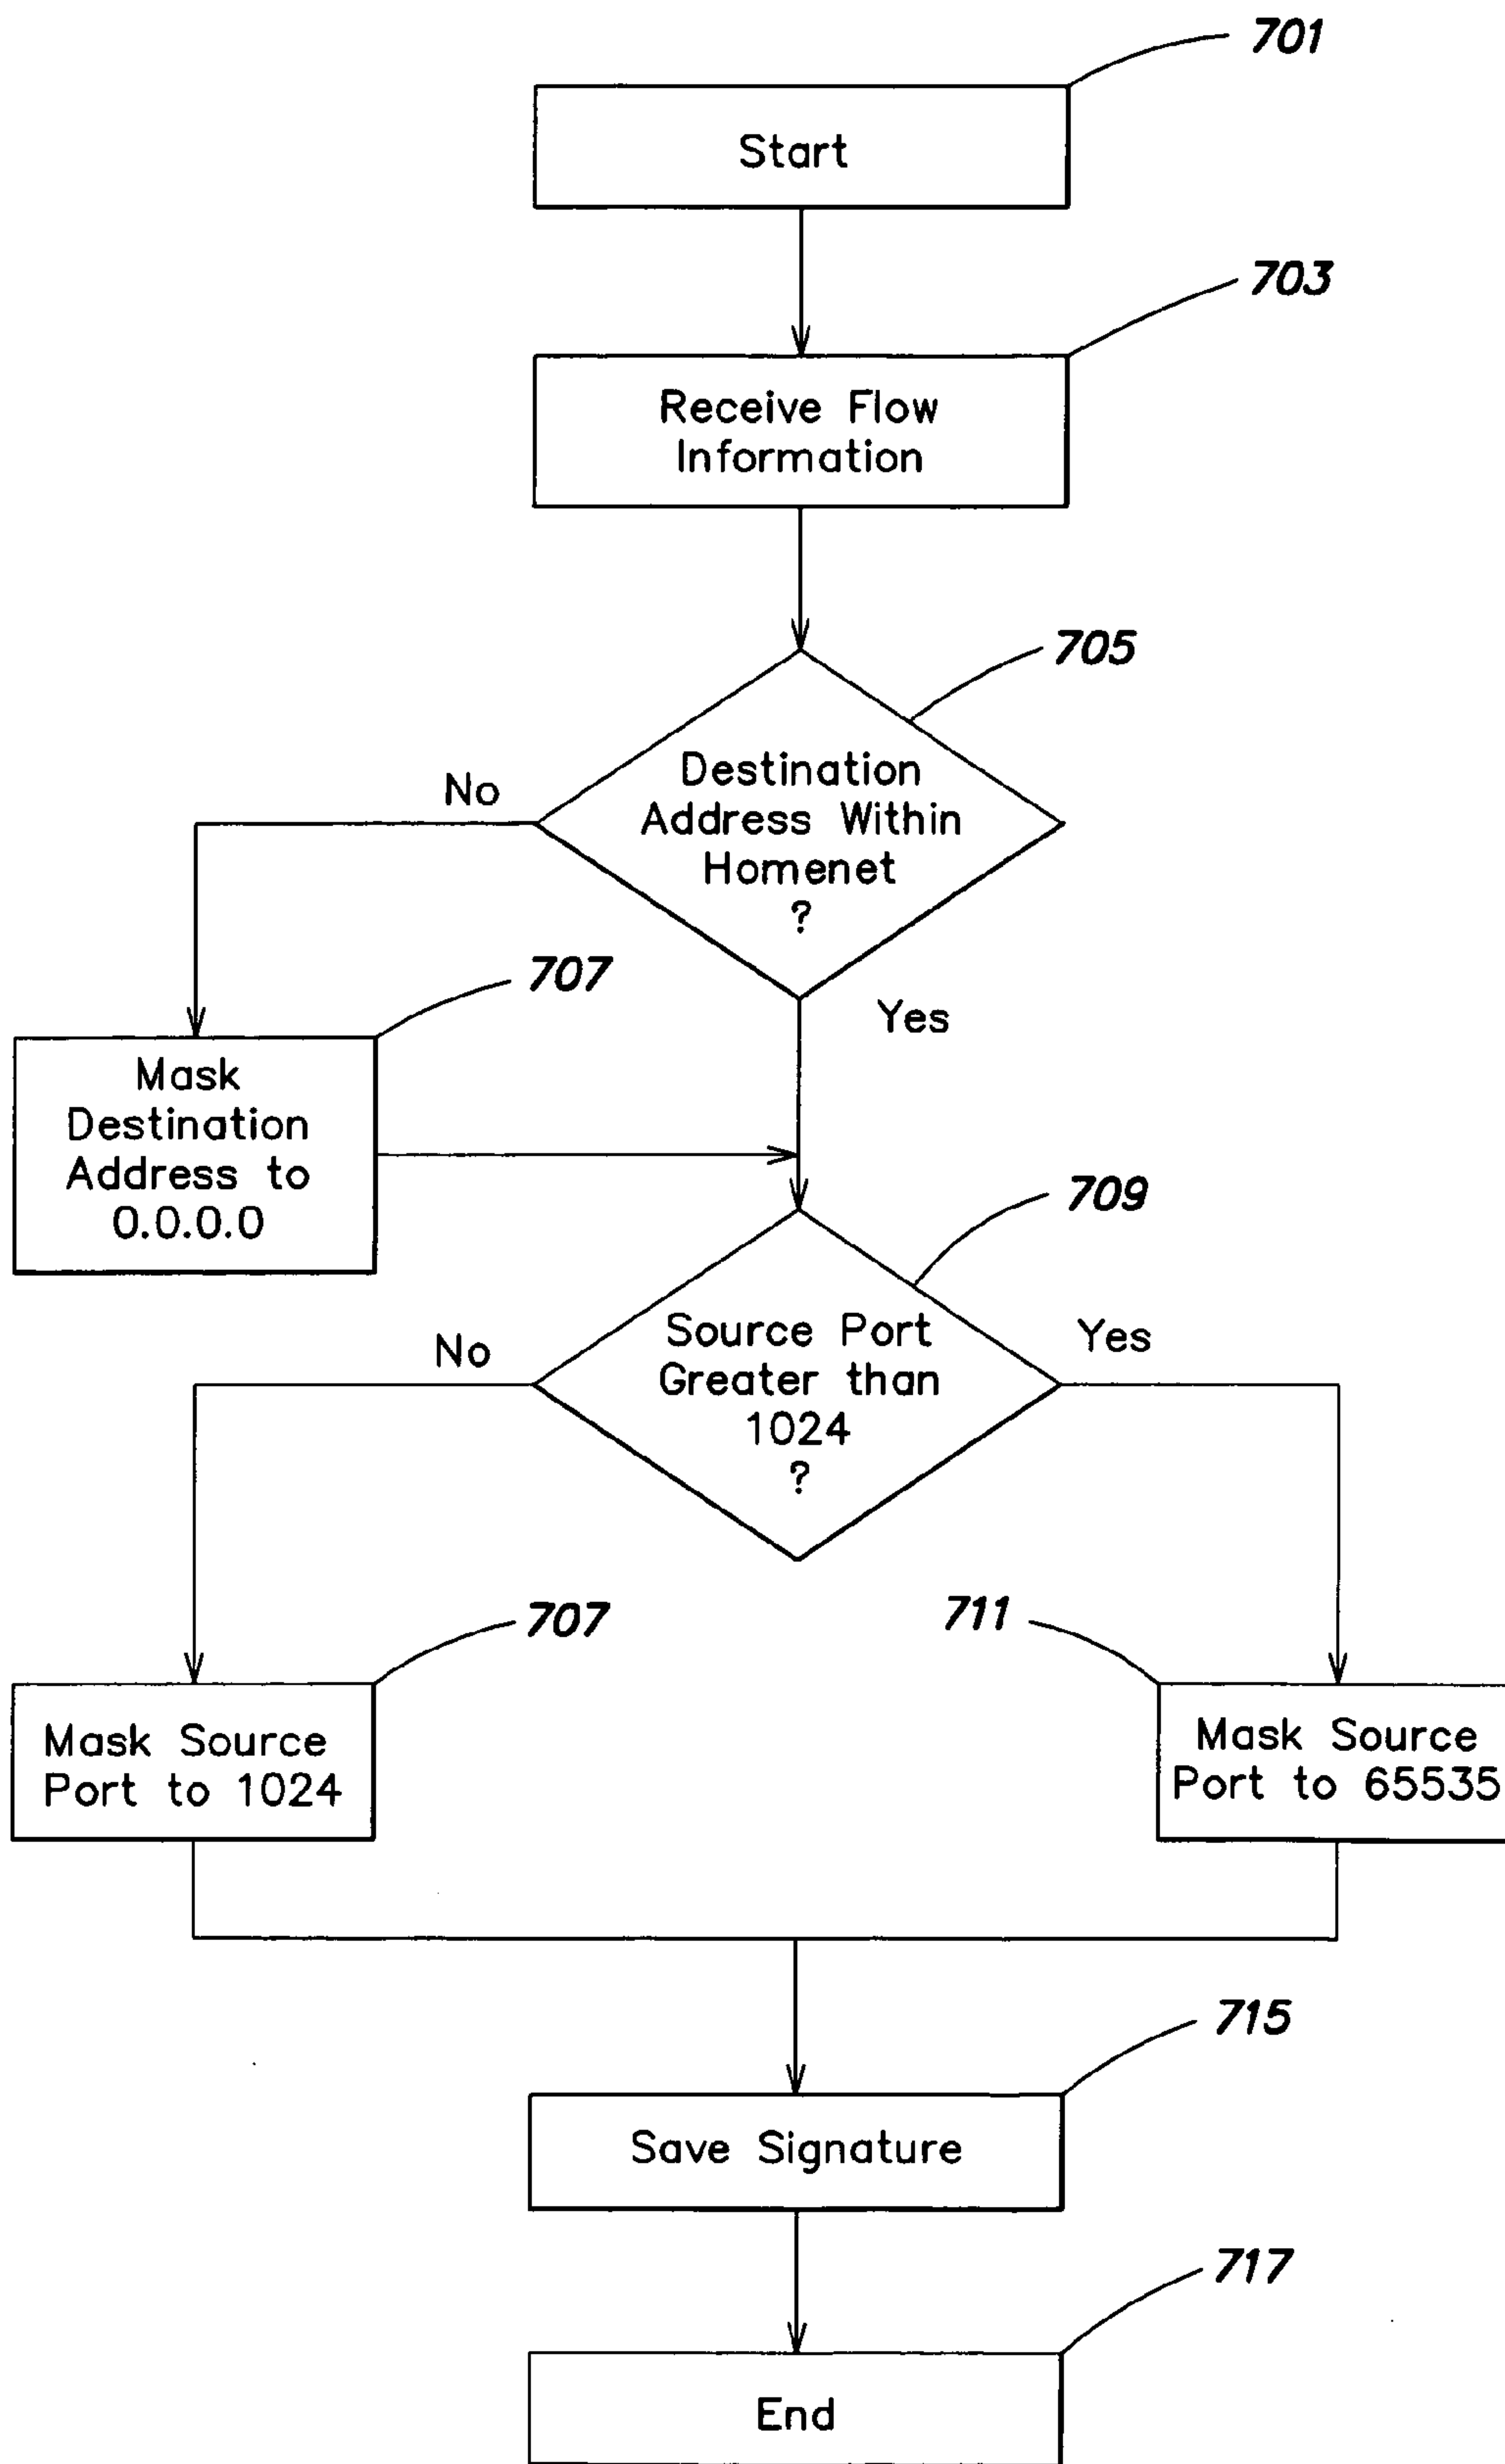 701
Start
703
Receive Flow
Information
705
Destination
Address Within
Homenet
?
No
Yes
707
Mask
Destination
Address to
0.0.0.0
709
Source Port
Greater than
1024
?
No
Yes
707
Mask Source
Port to 1024
711
Mask Source
Port to 65535
715
Save Signature
717
End